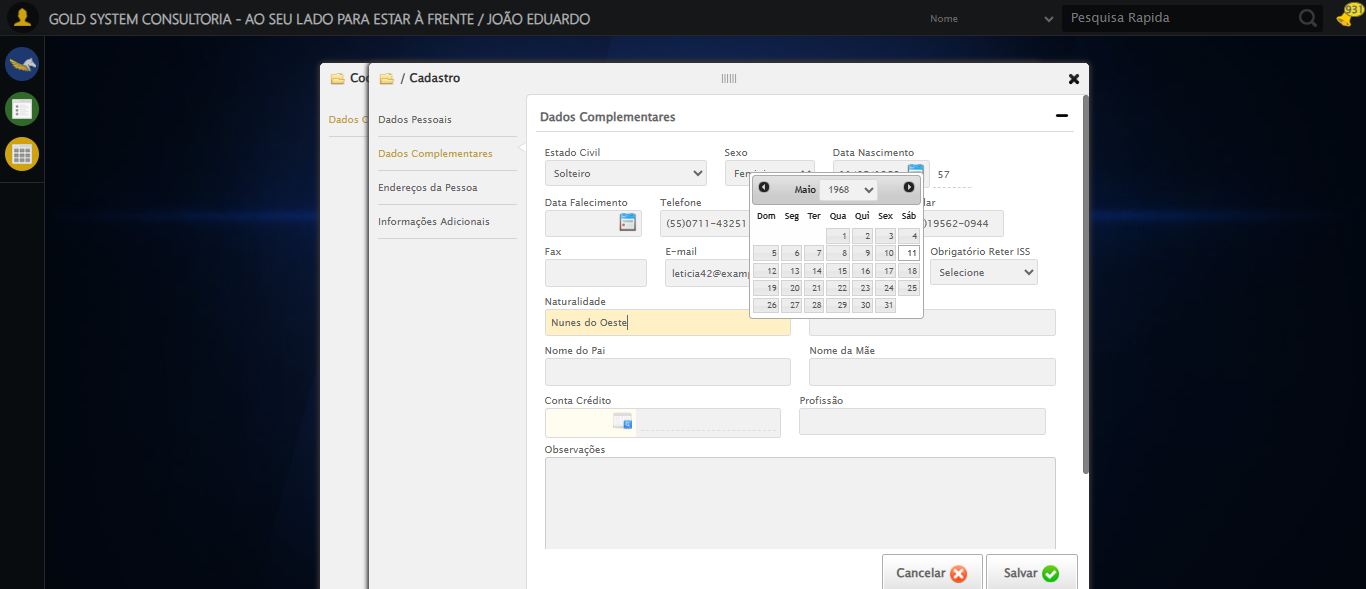 GOLD SYSTEM CONSULTORIA - AO SEU LADO PARA ESTAR À FRENTE / JOÃO EDUARDO
Nome
Pesquisa Rapida
931
/ Cadastro
Dados Pessoais
Dados Complementares
Endereços da Pessoa
Informações Adicionais
Dados Complementares
Estado Civil
Sexo
Data Nascimento
Solteiro
57
Data Falecimento
Telefone
(55)0711-43251
)19562-0944
Maio 1968
Dom Seg Ter Qua Qui Sex Sáb
1 2 3 4
5 6 7 8 9 10 11
12 13 14 15 16 17 18
19 20 21 22 23 24 25
26 27 28 29 30 31
Fax
E-mail
Obrigatório Reter ISS
leticia42@examp
Selecione
Naturalidade
Nunes do Oeste
Nome do Pai
Nome da Mãe
Conta Crédito
Profissão
Observações
Cancelar
Salvar